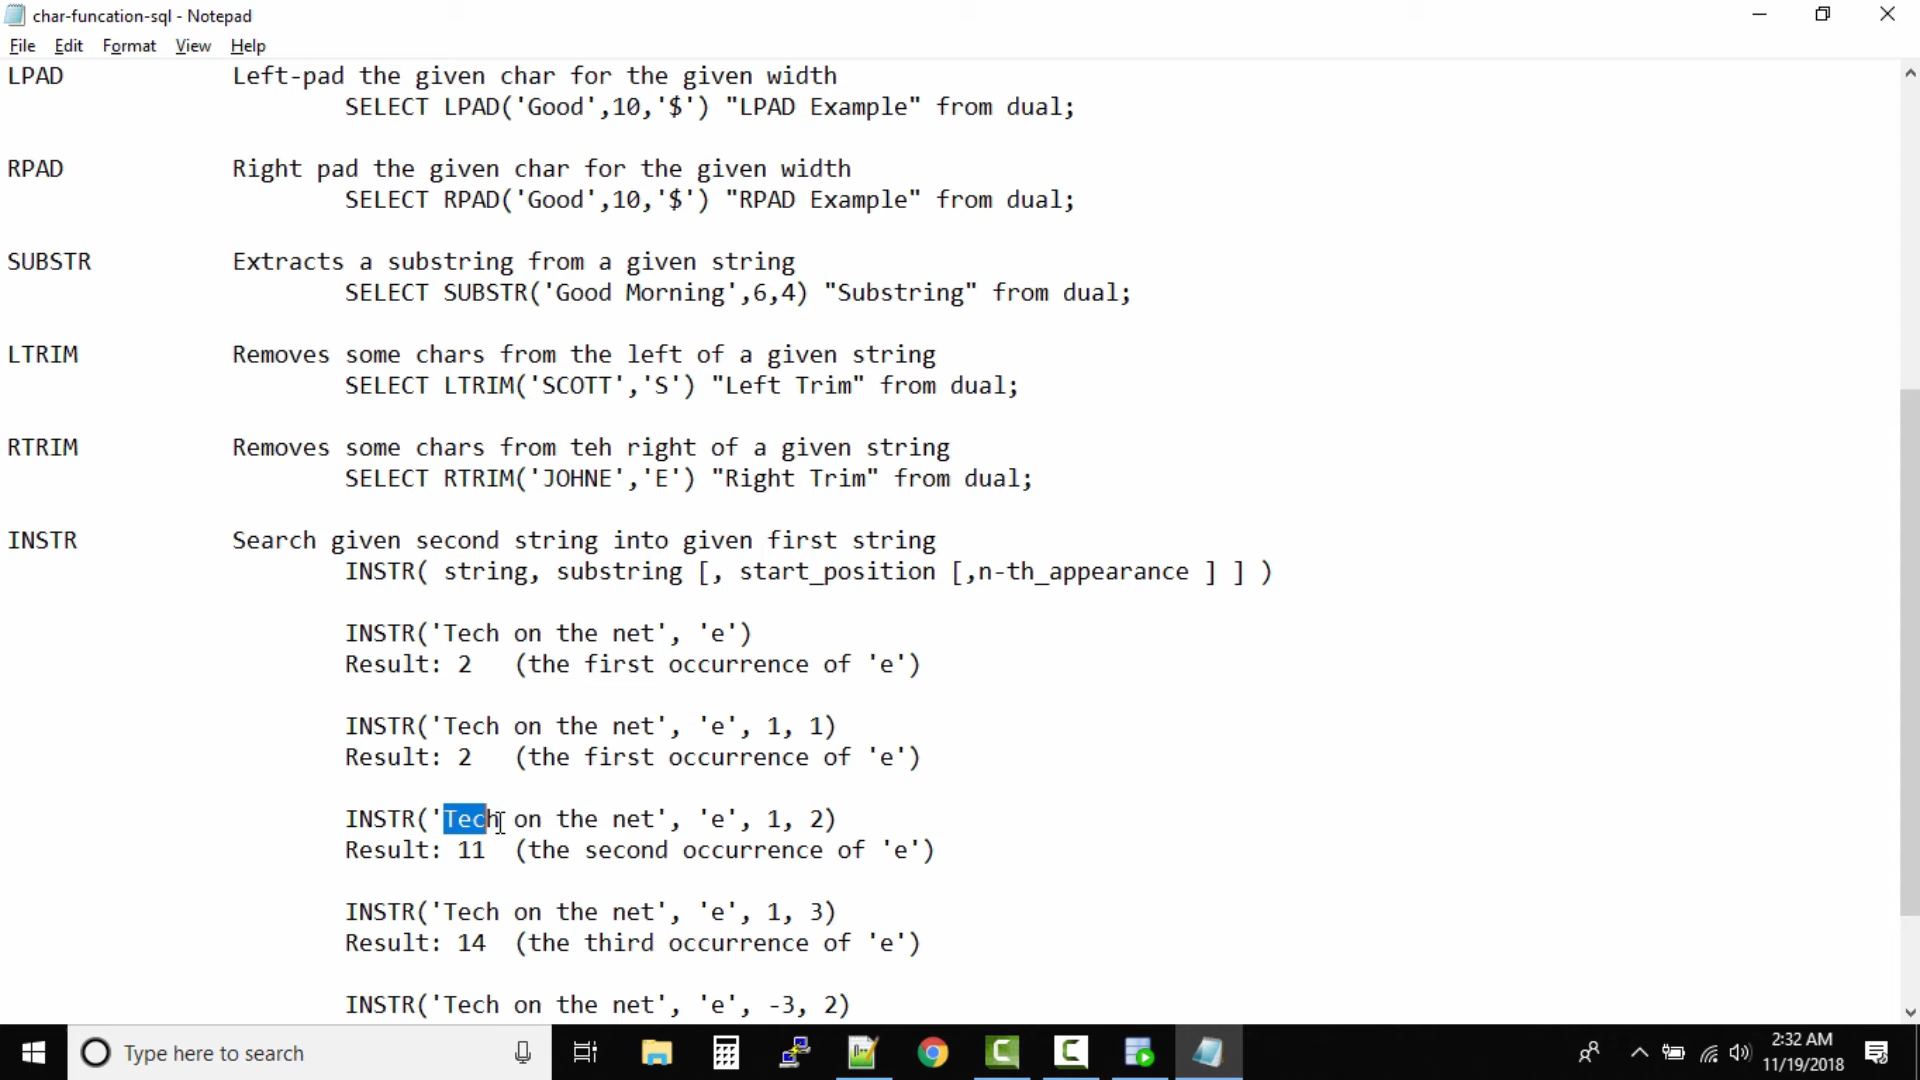 char-funcation-sql - Notepad
File Edit Format View Help
LPAD Left-pad the given char for the given width
SELECT LPAD('Good',10,'$') "LPAD Example" from dual;
RPAD Right pad the given char for the given width
SELECT RPAD('Good',10,'$') "RPAD Example" from dual;
SUBSTR Extracts a substring from a given string
SELECT SUBSTR('Good Morning',6,4) "Substring" from dual;
LTRIM Removes some chars from the left of a given string
SELECT LTRIM('SCOTT','S') "Left Trim" from dual;
RTRIM Removes some chars from teh right of a given string
SELECT RTRIM('JOHNE','E') "Right Trim" from dual;
INSTR Search given second string into given first string
INSTR( string, substring [, start_position [,n-th_appearance ] ] )
INSTR('Tech on the net', 'e')
Result: 2 (the first occurrence of 'e')
INSTR('Tech on the net', 'e', 1, 1)
Result: 2 (the first occurrence of 'e')
INSTR('Tech on the net', 'e', 1, 2)
Result: 11 (the second occurrence of 'e')
INSTR('Tech on the net', 'e', 1, 3)
Result: 14 (the third occurrence of 'e')
INSTR('Tech on the net', 'e', -3, 2)
Type here to search
2:32 AM
11/19/2018